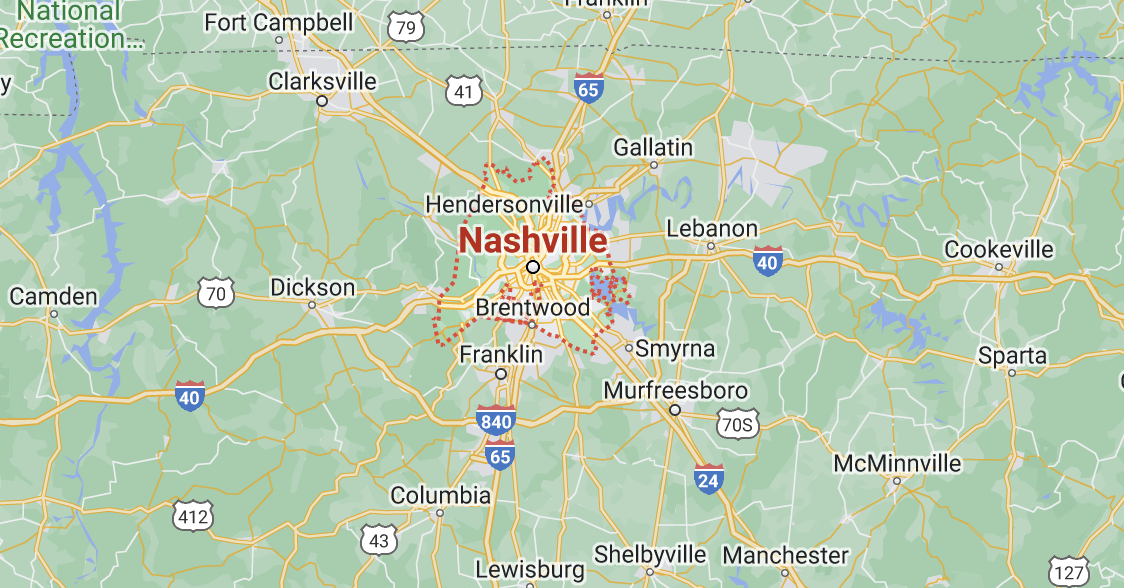 National
Recreation...
Fort Campbell
79
Franklin
y
Clarksville
41
65
Gallatin
Hendersonville
Nashville
Lebanon
40
Cookeville
Camden
70
Dickson
Brentwood
Franklin
Smyrna
Sparta
40
Murfreesboro
840
70S
65
McMinnville
24
Columbia
412
43
Shelbyville
Manchester
Lewisburg
127